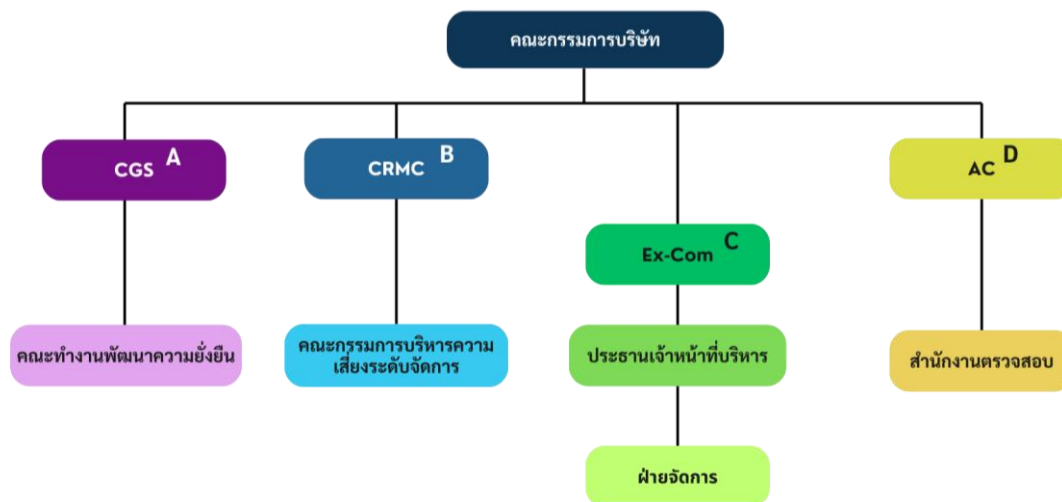 คณะกรรมการบริษัท
CGS A
CRMC B
AC D
Ex-Com C
คณะทำงานพัฒนาความยั่งยืน
คณะกรรมการบริหารความ
เสี่ยงระดับจัดการ
ประธานเจ้าหน้าที่บริหาร
สำนักงานตรวจสอบ
ฝ่ายจัดการ